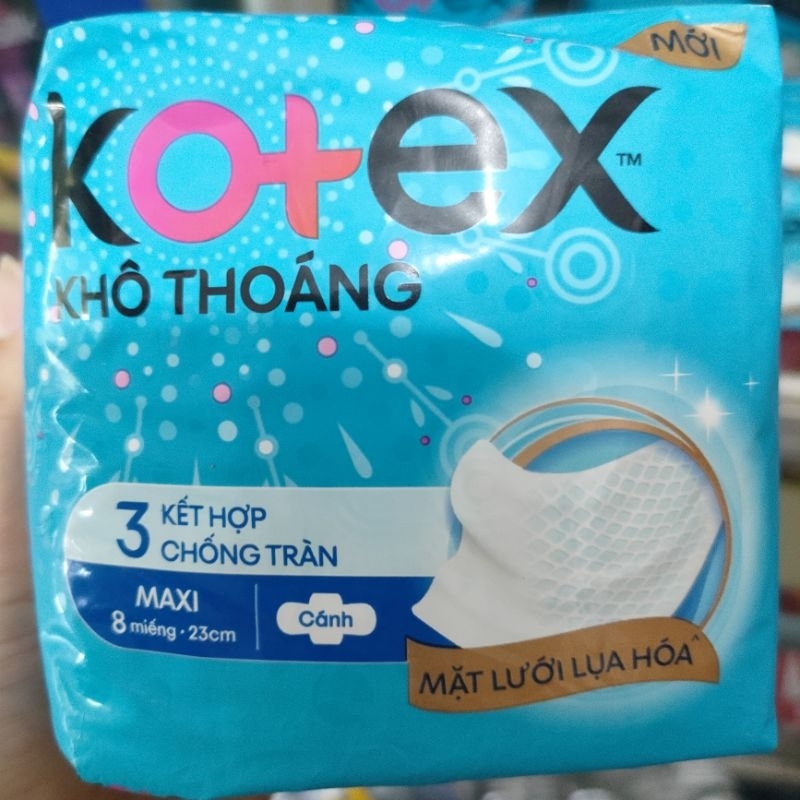 MỚI
kotex™
KHÔ THOÁNG
3 KẾT HỢP
CHỐNG TRÀN
MAXI
8 miếng · 23cm
Cánh
MẶT LƯỚI LỤA HÓA^